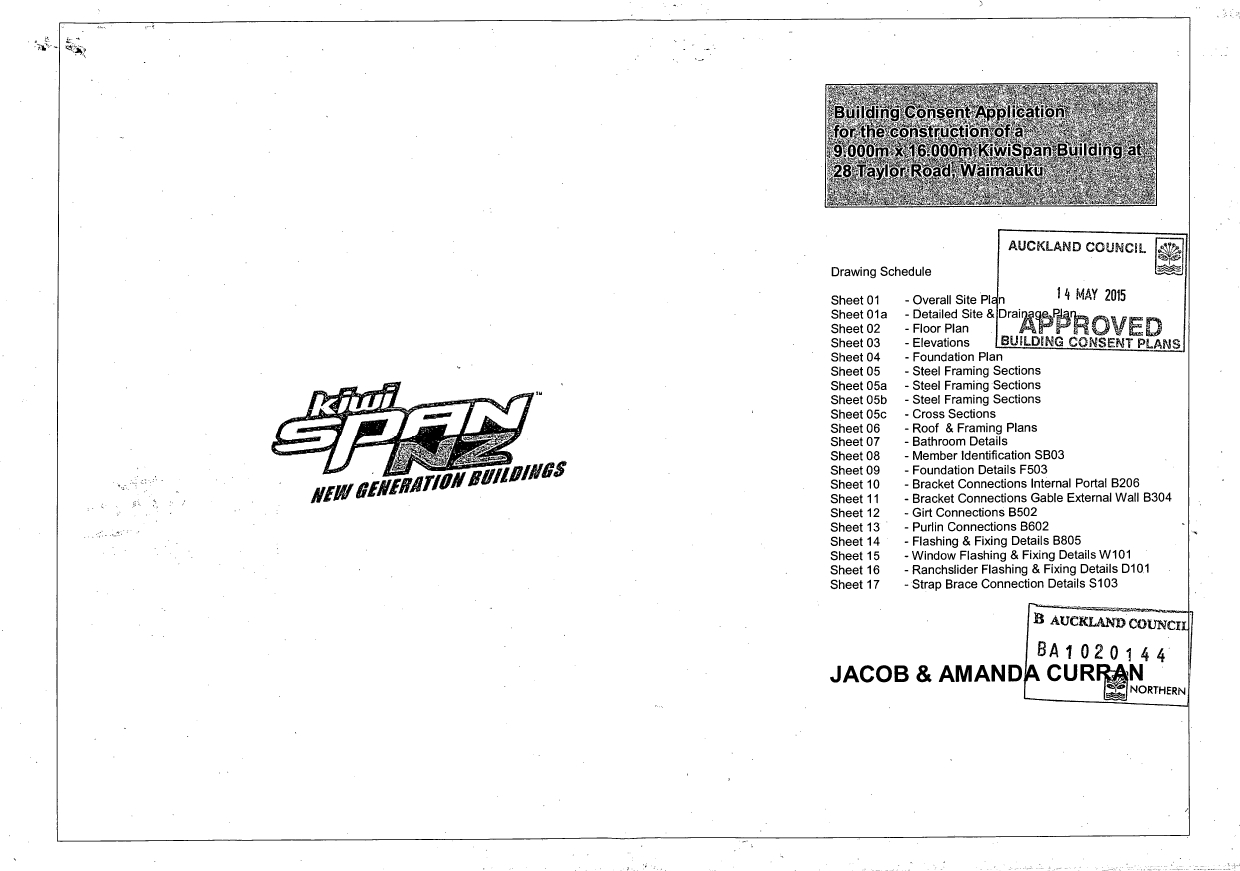 Building Consent Application
for the construction of a
9.000m x 16.000m KiwiSpan Building at
28 Taylor Road, Waimauku
AUCKLAND COUNCIL
14 MAY 2015
APPROVED
BUILDING CONSENT PLANS
Drawing Schedule
Sheet 01 - Overall Site Plan
Sheet 01a - Detailed Site & Drainage Plan
Sheet 02 - Floor Plan
Sheet 03 - Elevations
Sheet 04 - Foundation Plan
Sheet 05 - Steel Framing Sections
Sheet 05a - Steel Framing Sections
Sheet 05b - Steel Framing Sections
Sheet 05c - Cross Sections
Sheet 06 - Roof & Framing Plans
Sheet 07 - Bathroom Details
Sheet 08 - Member Identification SB03
Sheet 09 - Foundation Details F503
Sheet 10 - Bracket Connections Internal Portal B206
Sheet 11 - Bracket Connections Gable External Wall B304
Sheet 12 - Girt Connections B502
Sheet 13 - Purlin Connections B602
Sheet 14 - Flashing & Fixing Details B805
Sheet 15 - Window Flashing & Fixing Details W101
Sheet 16 - Ranchslider Flashing & Fixing Details D101
Sheet 17 - Strap Brace Connection Details S103
kiwi
SPAN™
NZ
NEW GENERATION BUILDINGS
B AUCKLAND COUNCIL
BA1020144
JACOB & AMANDA CURRAN
NORTHERN